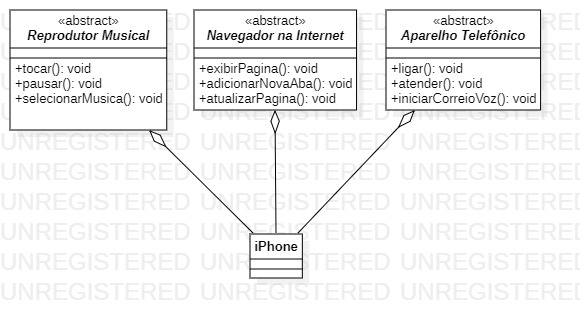 «abstract»
Reprodutor Musical
+tocar(): void
+pausar(): void
+selecionarMusica(): void
«abstract»
Navegador na Internet
+exibirPagina(): void
+adicionarNovaAba(): void
+atualizarPagina(): void
«abstract»
Aparelho Telefônico
+ligar(): void
+atender(): void
+iniciarCorreioVoz(): void
iPhone
UNREGISTERED UNREGISTERED UNREGISTERED
UNREGISTERED UNREGISTERED UNREGISTERED
UNREGISTERED UNREGISTERED UNREGISTERED
UNREGISTERED UNREGISTERED UNREGISTERED
UNREGISTERED UNREGISTERED UNREGISTERED
UNREGISTERED UNREGISTERED UNREGISTERED
UNREGISTERED UNREGISTERED UNREGISTERED
UNREGISTERED UNREGISTERED UNREGISTERED
UNREGISTERED UNREGISTERED UNREGISTERED
UNREGISTERED UNREGISTERED UNREGISTERED